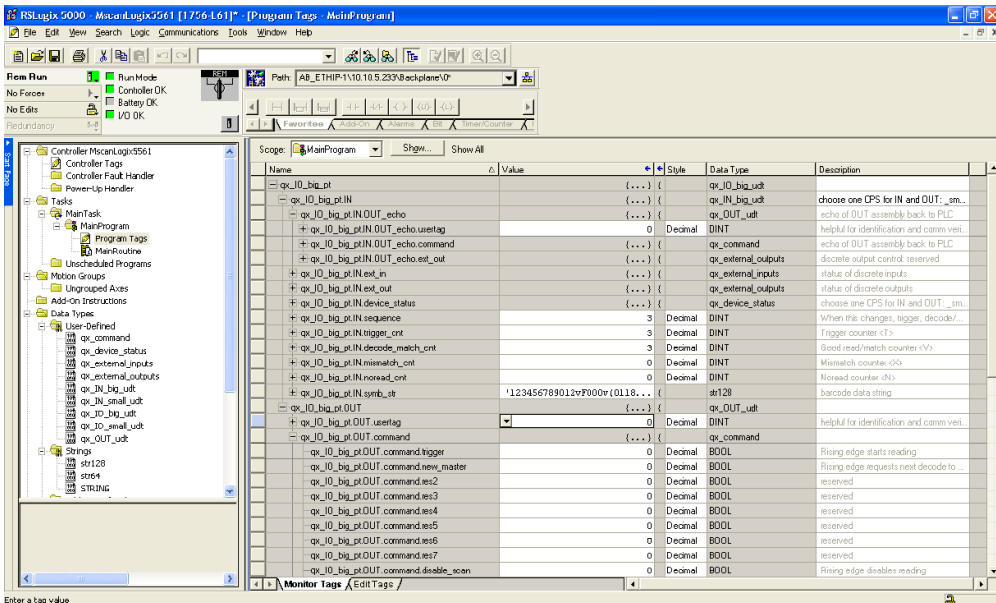 RSLogix 5000 - MscanLogix5561 [1756-L61]* - [Program Tags - MainProgram]
File Edit View Search Logic Communications Tools Window Help
Rem Run
Run Mode
REM
Path: AB_ETHIP-1\10.10.5.233\Backplane\0*
No Forces
Controller OK
Battery OK
No Edits
I/O OK
Redundancy
Favorites Add-On Alarms Bit Timer/Counter
Start Page
Controller MscanLogix5561
Controller Tags
Controller Fault Handler
Power-Up Handler
Tasks
MainTask
MainProgram
Program Tags
MainRoutine
Unscheduled Programs
Motion Groups
Ungrouped Axes
Add-On Instructions
Data Types
User-Defined
qx_command
qx_device_status
qx_external_inputs
qx_external_outputs
qx_IN_big_udt
qx_IN_small_udt
qx_IO_big_udt
qx_IO_small_udt
qx_OUT_udt
Strings
str128
str64
STRING
Scope: MainProgram Show... Show All
Name Value Style Data Type Description
qx_IO_big_pt {...} { qx_IO_big_udt
qx_IO_big_pt.IN {...} { qx_IN_big_udt choose one CPS for IN and OUT: _sm...
qx_IO_big_pt.IN.OUT_echo {...} { qx_OUT_udt echo of OUT assembly back to PLC
qx_IO_big_pt.IN.OUT_echo.usertag 0 Decimal DINT helpful for identification and comm veri...
qx_IO_big_pt.IN.OUT_echo.command {...} { qx_command echo of OUT assembly back to PLC
qx_IO_big_pt.IN.OUT_echo.ext_out {...} { qx_external_outputs discrete output control: reserved
qx_IO_big_pt.IN.ext_in {...} { qx_external_inputs status of discrete inputs
qx_IO_big_pt.IN.ext_out {...} { qx_external_outputs status of discrete outputs
qx_IO_big_pt.IN.device_status {...} { qx_device_status choose one CPS for IN and OUT: _sm...
qx_IO_big_pt.IN.sequence 3 Decimal DINT When this changes, trigger, decode/...
qx_IO_big_pt.IN.trigger_cnt 3 Decimal DINT Trigger counter <T>
qx_IO_big_pt.IN.decode_match_cnt 3 Decimal DINT Good read/match counter <V>
qx_IO_big_pt.IN.mismatch_cnt 0 Decimal DINT Mismatch counter <X>
qx_IO_big_pt.IN.noread_cnt 0 Decimal DINT Noread counter <N>
qx_IO_big_pt.IN.symb_str '123456789012vF000v(0118... { str128 barcode data string
qx_IO_big_pt.OUT {...} { qx_OUT_udt
qx_IO_big_pt.OUT.usertag 0 Decimal DINT helpful for identification and comm veri...
qx_IO_big_pt.OUT.command {...} { qx_command
qx_IO_big_pt.OUT.command.trigger 0 Decimal BOOL Rising edge starts reading
qx_IO_big_pt.OUT.command.new_master 0 Decimal BOOL Rising edge requests next decode to ...
qx_IO_big_pt.OUT.command.res2 0 Decimal BOOL reserved
qx_IO_big_pt.OUT.command.res3 0 Decimal BOOL reserved
qx_IO_big_pt.OUT.command.res4 0 Decimal BOOL reserved
qx_IO_big_pt.OUT.command.res5 0 Decimal BOOL reserved
qx_IO_big_pt.OUT.command.res6 0 Decimal BOOL reserved
qx_IO_big_pt.OUT.command.res7 0 Decimal BOOL reserved
qx_IO_big_pt.OUT.command.disable_scan 0 Decimal BOOL Rising edge disables reading
Monitor Tags Edit Tags
Enter a tag value